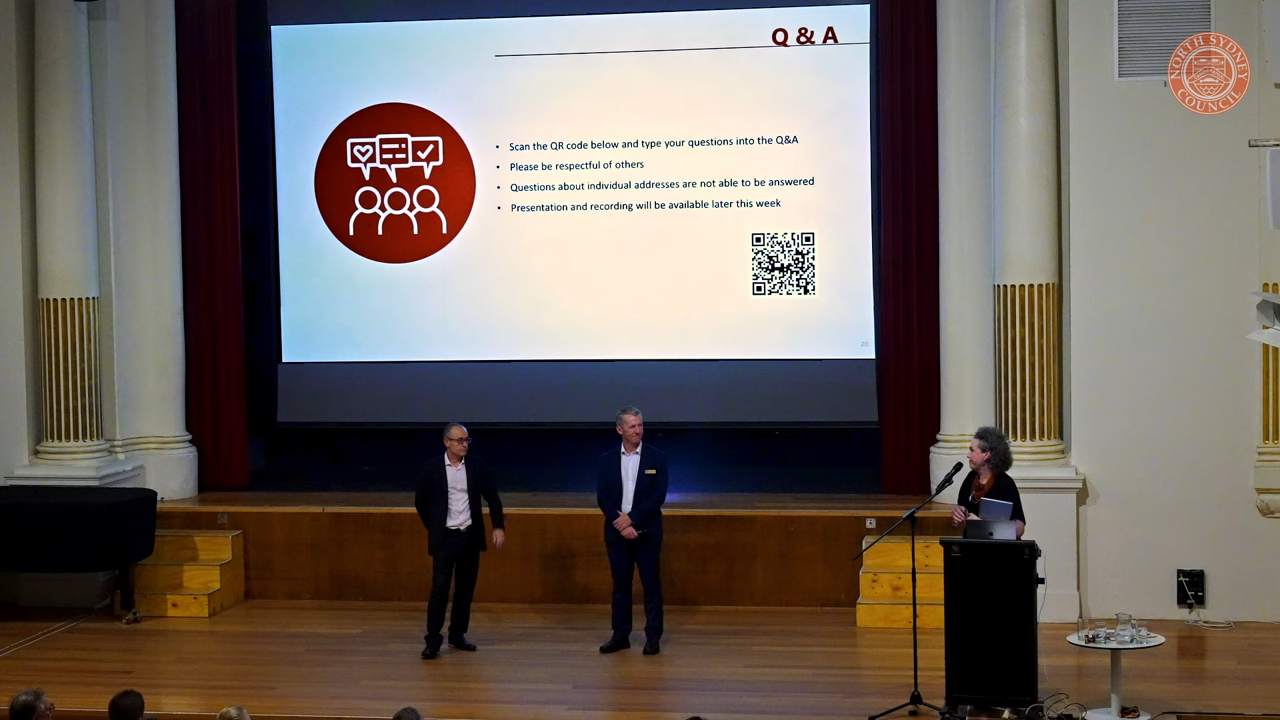 Q & A
• Scan the QR code below and type your questions into the Q&A
• Please be respectful of others
• Questions about individual addresses are not able to be answered
• Presentation and recording will be available later this week
20
NORTH SYDNEY
COUNCIL